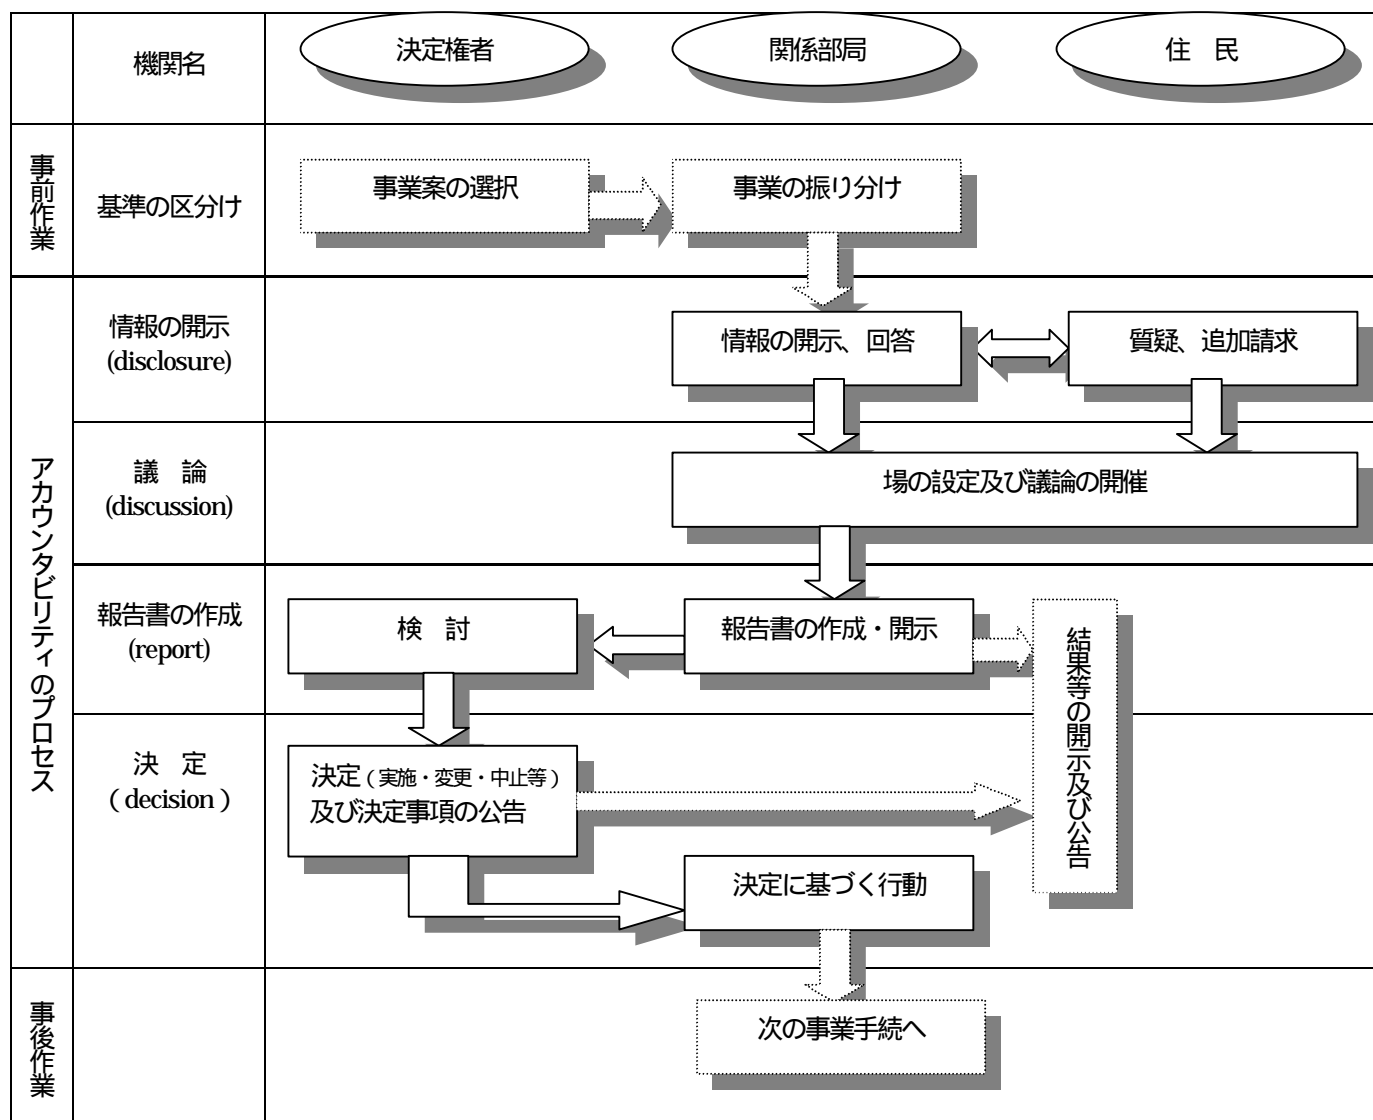 機関名
決定権者
関係部局
住　民
事前作業
基準の区分け
事業案の選択
事業の振り分け
アカウンタビリティのプロセス
情報の開示
(disclosure)
情報の開示、回答
質疑、追加請求
議　論
(discussion)
場の設定及び議論の開催
報告書の作成
(report)
検　討
報告書の作成・開示
結果等の開示及び公告
決　定
（decision）
決定（実施・変更・中止等）
及び決定事項の公告
決定に基づく行動
事後作業
次の事業手続へ